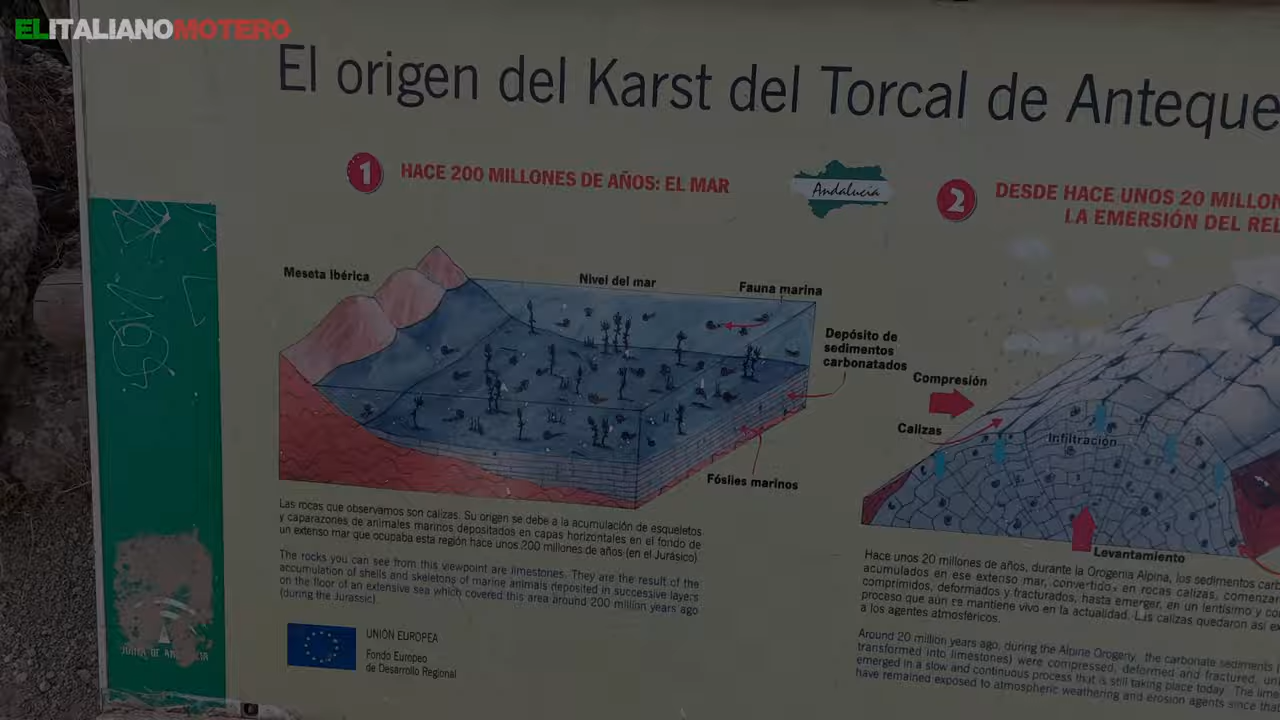 ELITALIANOMOTERO
El origen del Karst del Torcal de Anteque
1 HACE 200 MILLONES DE AÑOS: EL MAR
Andalucía
2 DESDE HACE UNOS 20 MILLON
LA EMERSIÓN DEL REL
Meseta Ibérica
Nivel del mar
Fauna marina
Depósito de
sedimentos
carbonatados
Fósiles marinos
Compresión
Calizas
Infiltración
Levantamiento
Las rocas que observamos son calizas. Su origen se debe a la acumulación de esqueletos
y caparazones de animales marinos depositados en capas horizontales en el fondo de
un extenso mar que ocupaba esta región hace unos 200 millones de años (en el Jurásico)
The rocks you can see from this viewpoint are limestones. They are the result of the
accumulation of shells and skeletons of marine animals deposited in successive layers
on the floor of an extensive sea which covered this area around 200 million years ago
(during the Jurassic).
UNIÓN EUROPEA
Fondo Europeo
de Desarrollo Regional
JUNTA DE ANDALUCIA
Hace unos 20 millones de años, durante la Orogenia Alpina, los sedimentos carb
acumulados en ese extenso mar, convertidos en rocas calizas, comenzar
comprimidos, deformados y fracturados, hasta emerger, en un lentísimo y co
proceso que aún se mantiene vivo en la actualidad. Las calizas quedaron así ex
a los agentes atmosféricos.
Around 20 million years ago, during the Alpine Orogeny, the carbonate sediments (
transformed into limestones) were compressed, deformed and fractured, un
emerged in a slow and continuous process that is still taking place today. The lime
have remained exposed to atmospheric weathering and erosion agents since tha